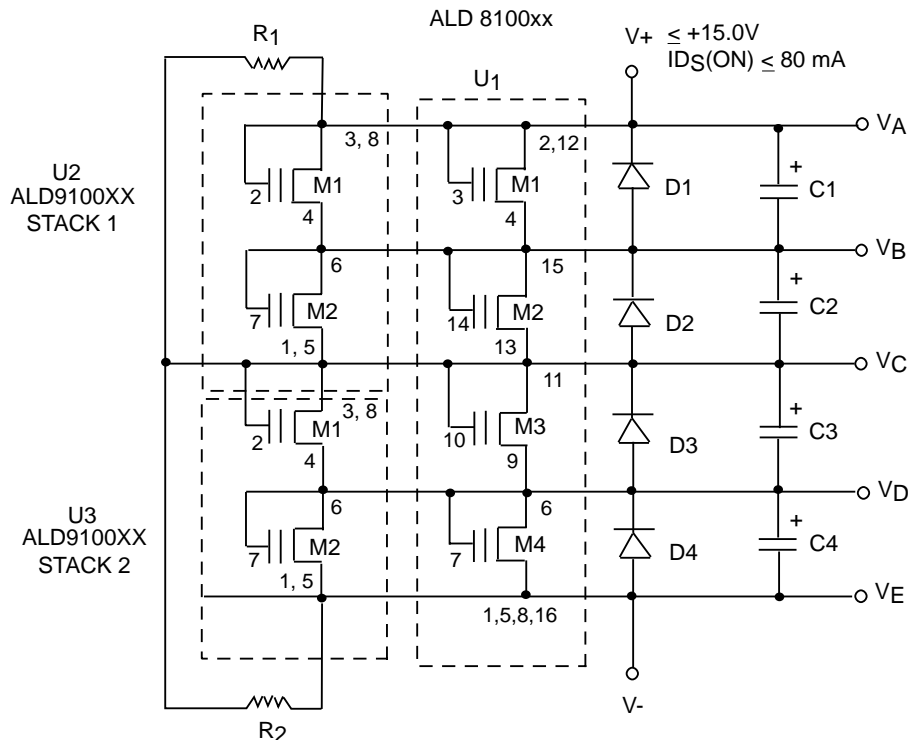 ALD 8100xx
R1
V+ ≤ +15.0V
IDS(ON) ≤ 80 mA
U1
VA
3, 8
2,12
U2
ALD9100XX
STACK 1
2
M1
4
3
M1
4
D1
+
C1
VB
6
15
7
M2
1, 5
14
M2
13
D2
+
C2
VC
3, 8
11
2
M1
4
10
M3
9
D3
+
C3
VD
6
6
U3
ALD9100XX
STACK 2
7
M2
1, 5
7
M4
D4
+
C4
VE
1,5,8,16
R2
V-